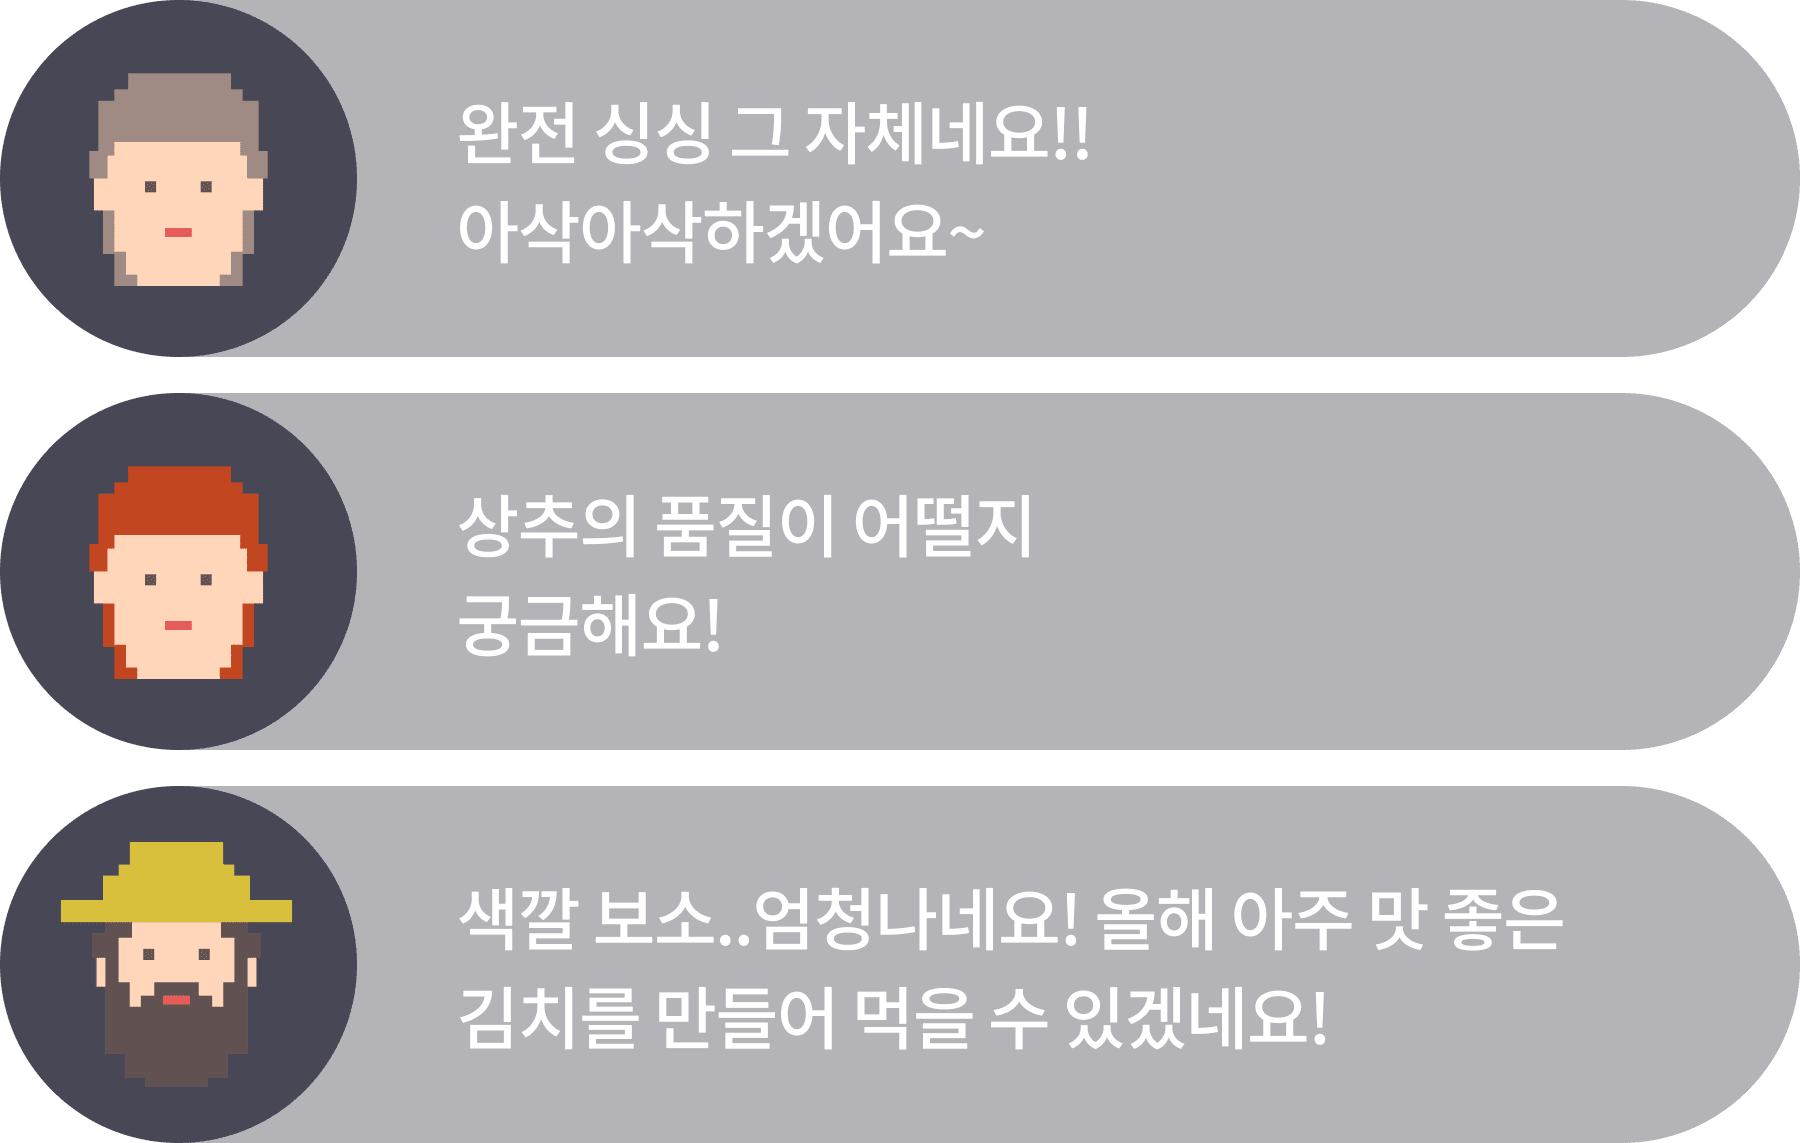 완전 싱싱 그 자체네요!!
아삭아삭하겠어요~
상추의 품질이 어떨지
궁금해요!
색깔 보소..엄청나네요! 올해 아주 맛 좋은
김치를 만들어 먹을 수 있겠네요!